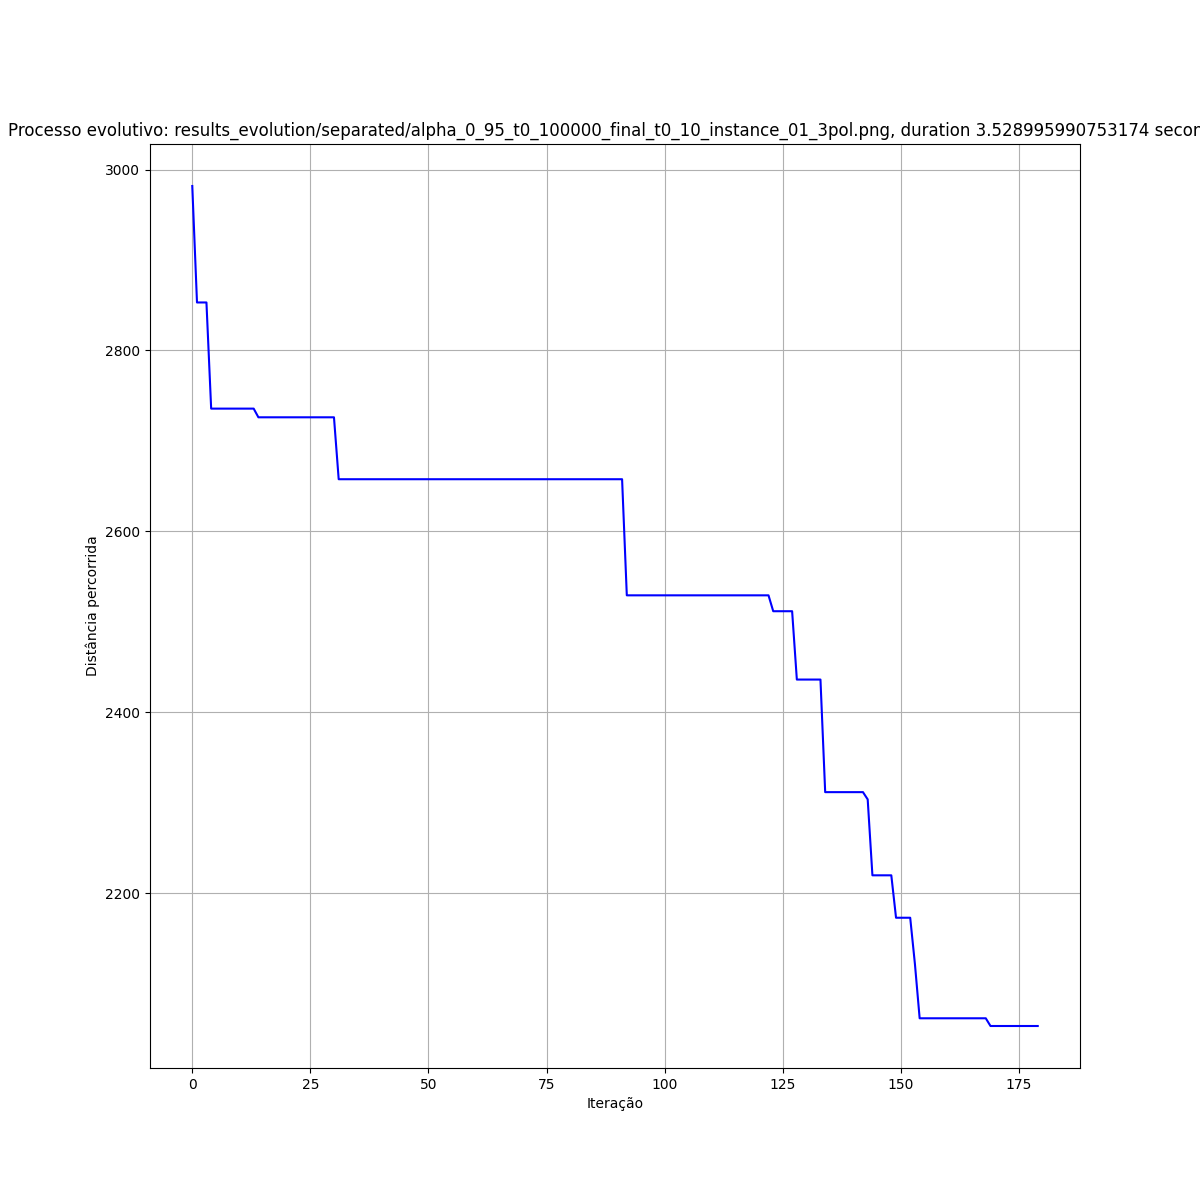 Processo evolutivo: results_evolution/separated/alpha_0_95_t0_100000_final_t0_10_instance_01_3pol.png, duration 3.528995990753174 secor
3000
2800
2600
2400
2200
Distância percorrida
0 25 50 75 100 125 150 175
Iteração